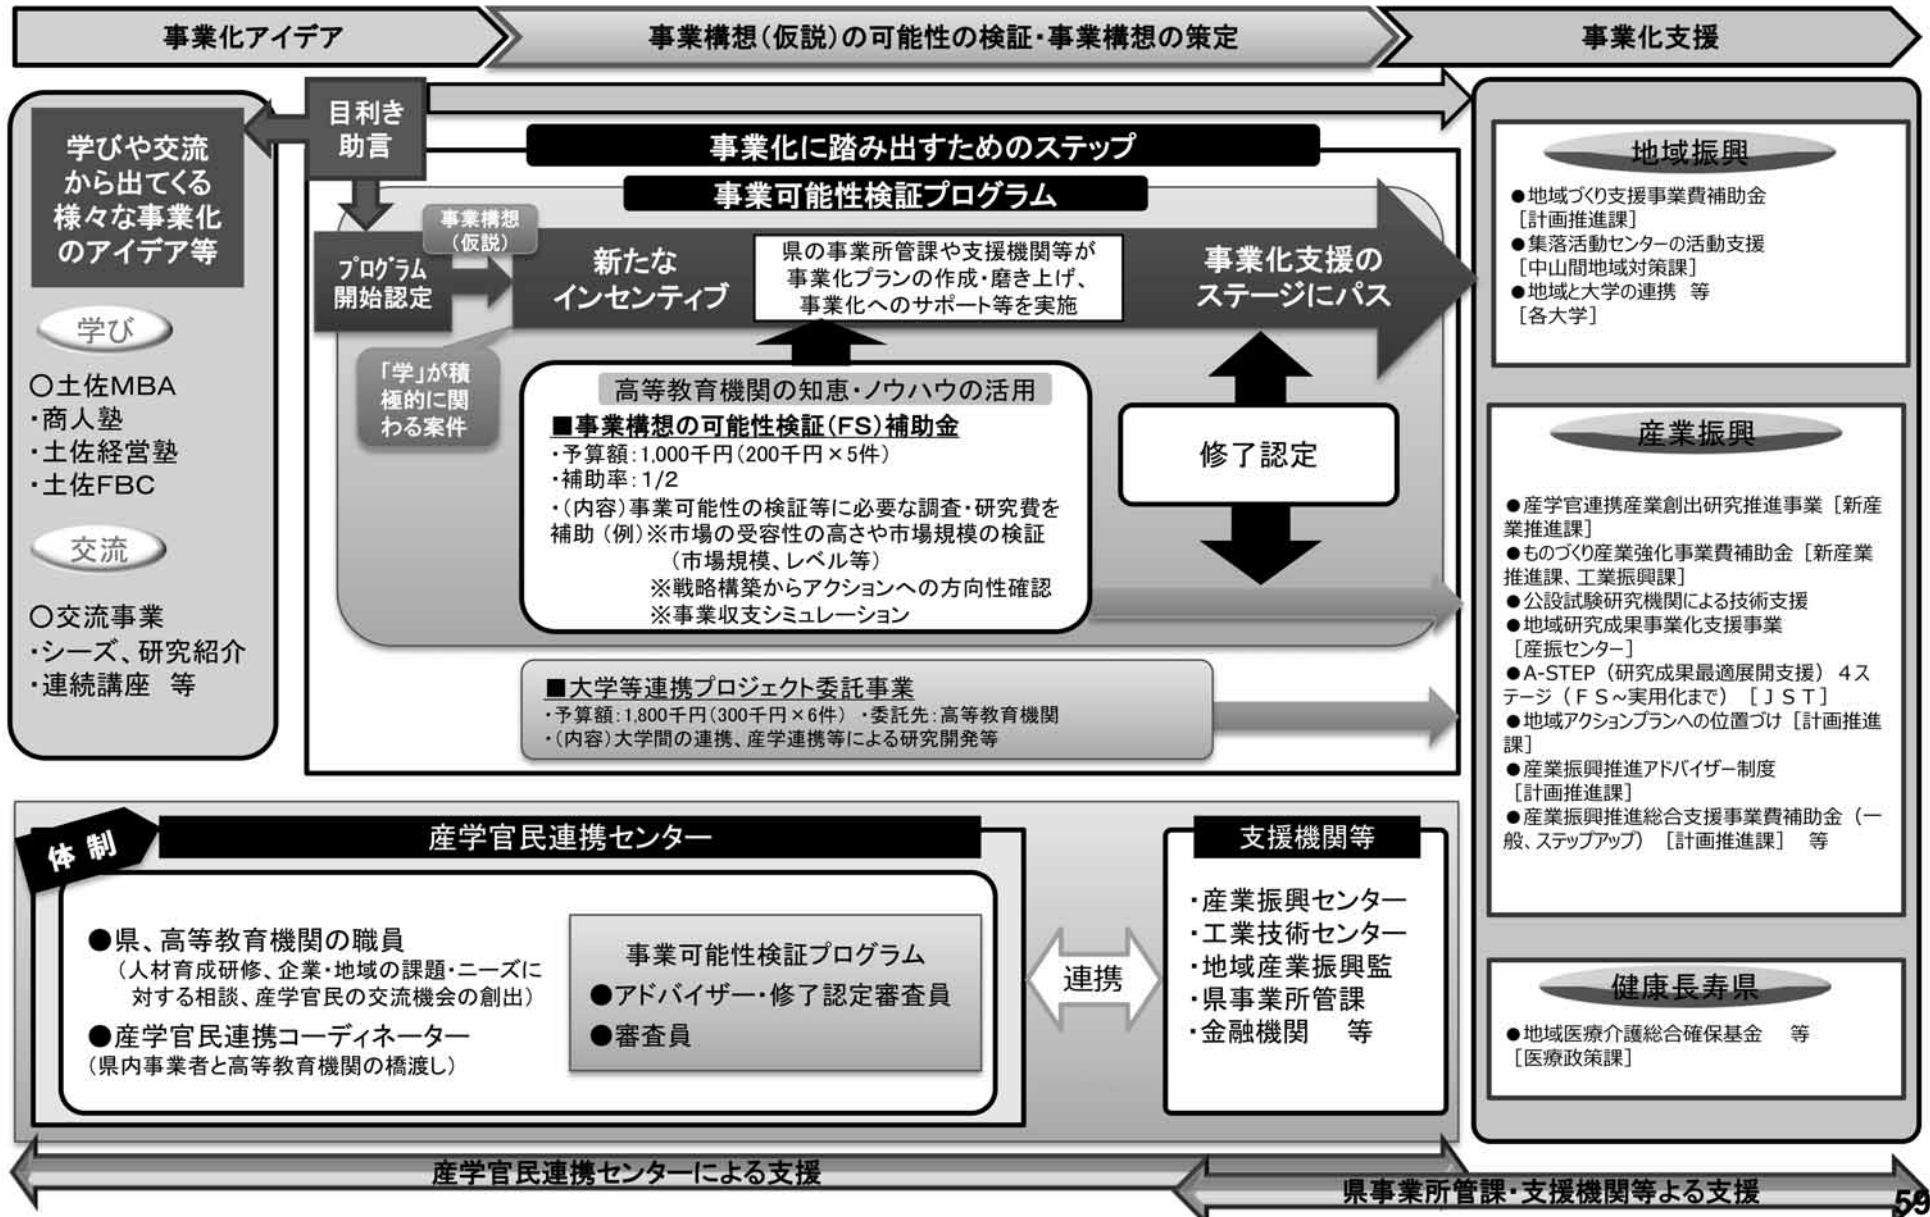 事業化アイデア
事業構想(仮説)の可能性の検証・事業構想の策定
事業化支援
目利き
助言
学びや交流
から出てくる
様々な事業化
のアイデア等
学び
○土佐MBA
・商人塾
・土佐経営塾
・土佐FBC
交流
○交流事業
・シーズ、研究紹介
・連続講座 等
事業化に踏み出すためのステップ
事業可能性検証プログラム
プログラム
開始認定
事業構想
(仮説)
新たな
インセンティブ
県の事業所管課や支援機関等が
事業化プランの作成・磨き上げ、
事業化へのサポート等を実施
事業化支援の
ステージにパス
「学」が積
極的に関
わる案件
高等教育機関の知恵・ノウハウの活用
■事業構想の可能性検証(FS)補助金
・予算額:1,000千円(200千円×5件)
・補助率:1/2
・(内容)事業可能性の検証等に必要な調査・研究費を
補助(例)※市場の受容性の高さや市場規模の検証
(市場規模、レベル等)
※戦略構築からアクションへの方向性確認
※事業収支シミュレーション
修了認定
■大学等連携プロジェクト委託事業
・予算額:1,800千円(300千円×6件) ・委託先:高等教育機関
・(内容)大学間の連携、産学連携等による研究開発等
地域振興
●地域づくり支援事業費補助金
[計画推進課]
●集落活動センターの活動支援
[中山間地域対策課]
●地域と大学の連携 等
[各大学]
産業振興
●産学官連携産業創出研究推進事業[新産
業推進課]
●ものづくり産業強化事業費補助金[新産業
推進課、工業振興課]
●公設試験研究機関による技術支援
●地域研究成果事業化支援事業
[産振センター]
●A-STEP(研究成果最適展開支援)4ス
テージ(FS~実用化まで)[JST]
●地域アクションプランへの位置づけ[計画推進
課]
●産業振興推進アドバイザー制度
[計画推進課]
●産業振興推進総合支援事業費補助金(一
般、ステップアップ)[計画推進課] 等
健康長寿県
●地域医療介護総合確保基金 等
[医療政策課]
体制
産学官民連携センター
●県、高等教育機関の職員
(人材育成研修、企業・地域の課題・ニーズに
対する相談、産学官民の交流機会の創出)
●産学官民連携コーディネーター
(県内事業者と高等教育機関の橋渡し)
事業可能性検証プログラム
●アドバイザー・修了認定審査員
●審査員
連携
支援機関等
・産業振興センター
・工業技術センター
・地域産業振興監
・県事業所管課
・金融機関 等
産学官民連携センターによる支援
県事業所管課・支援機関等よる支援
59